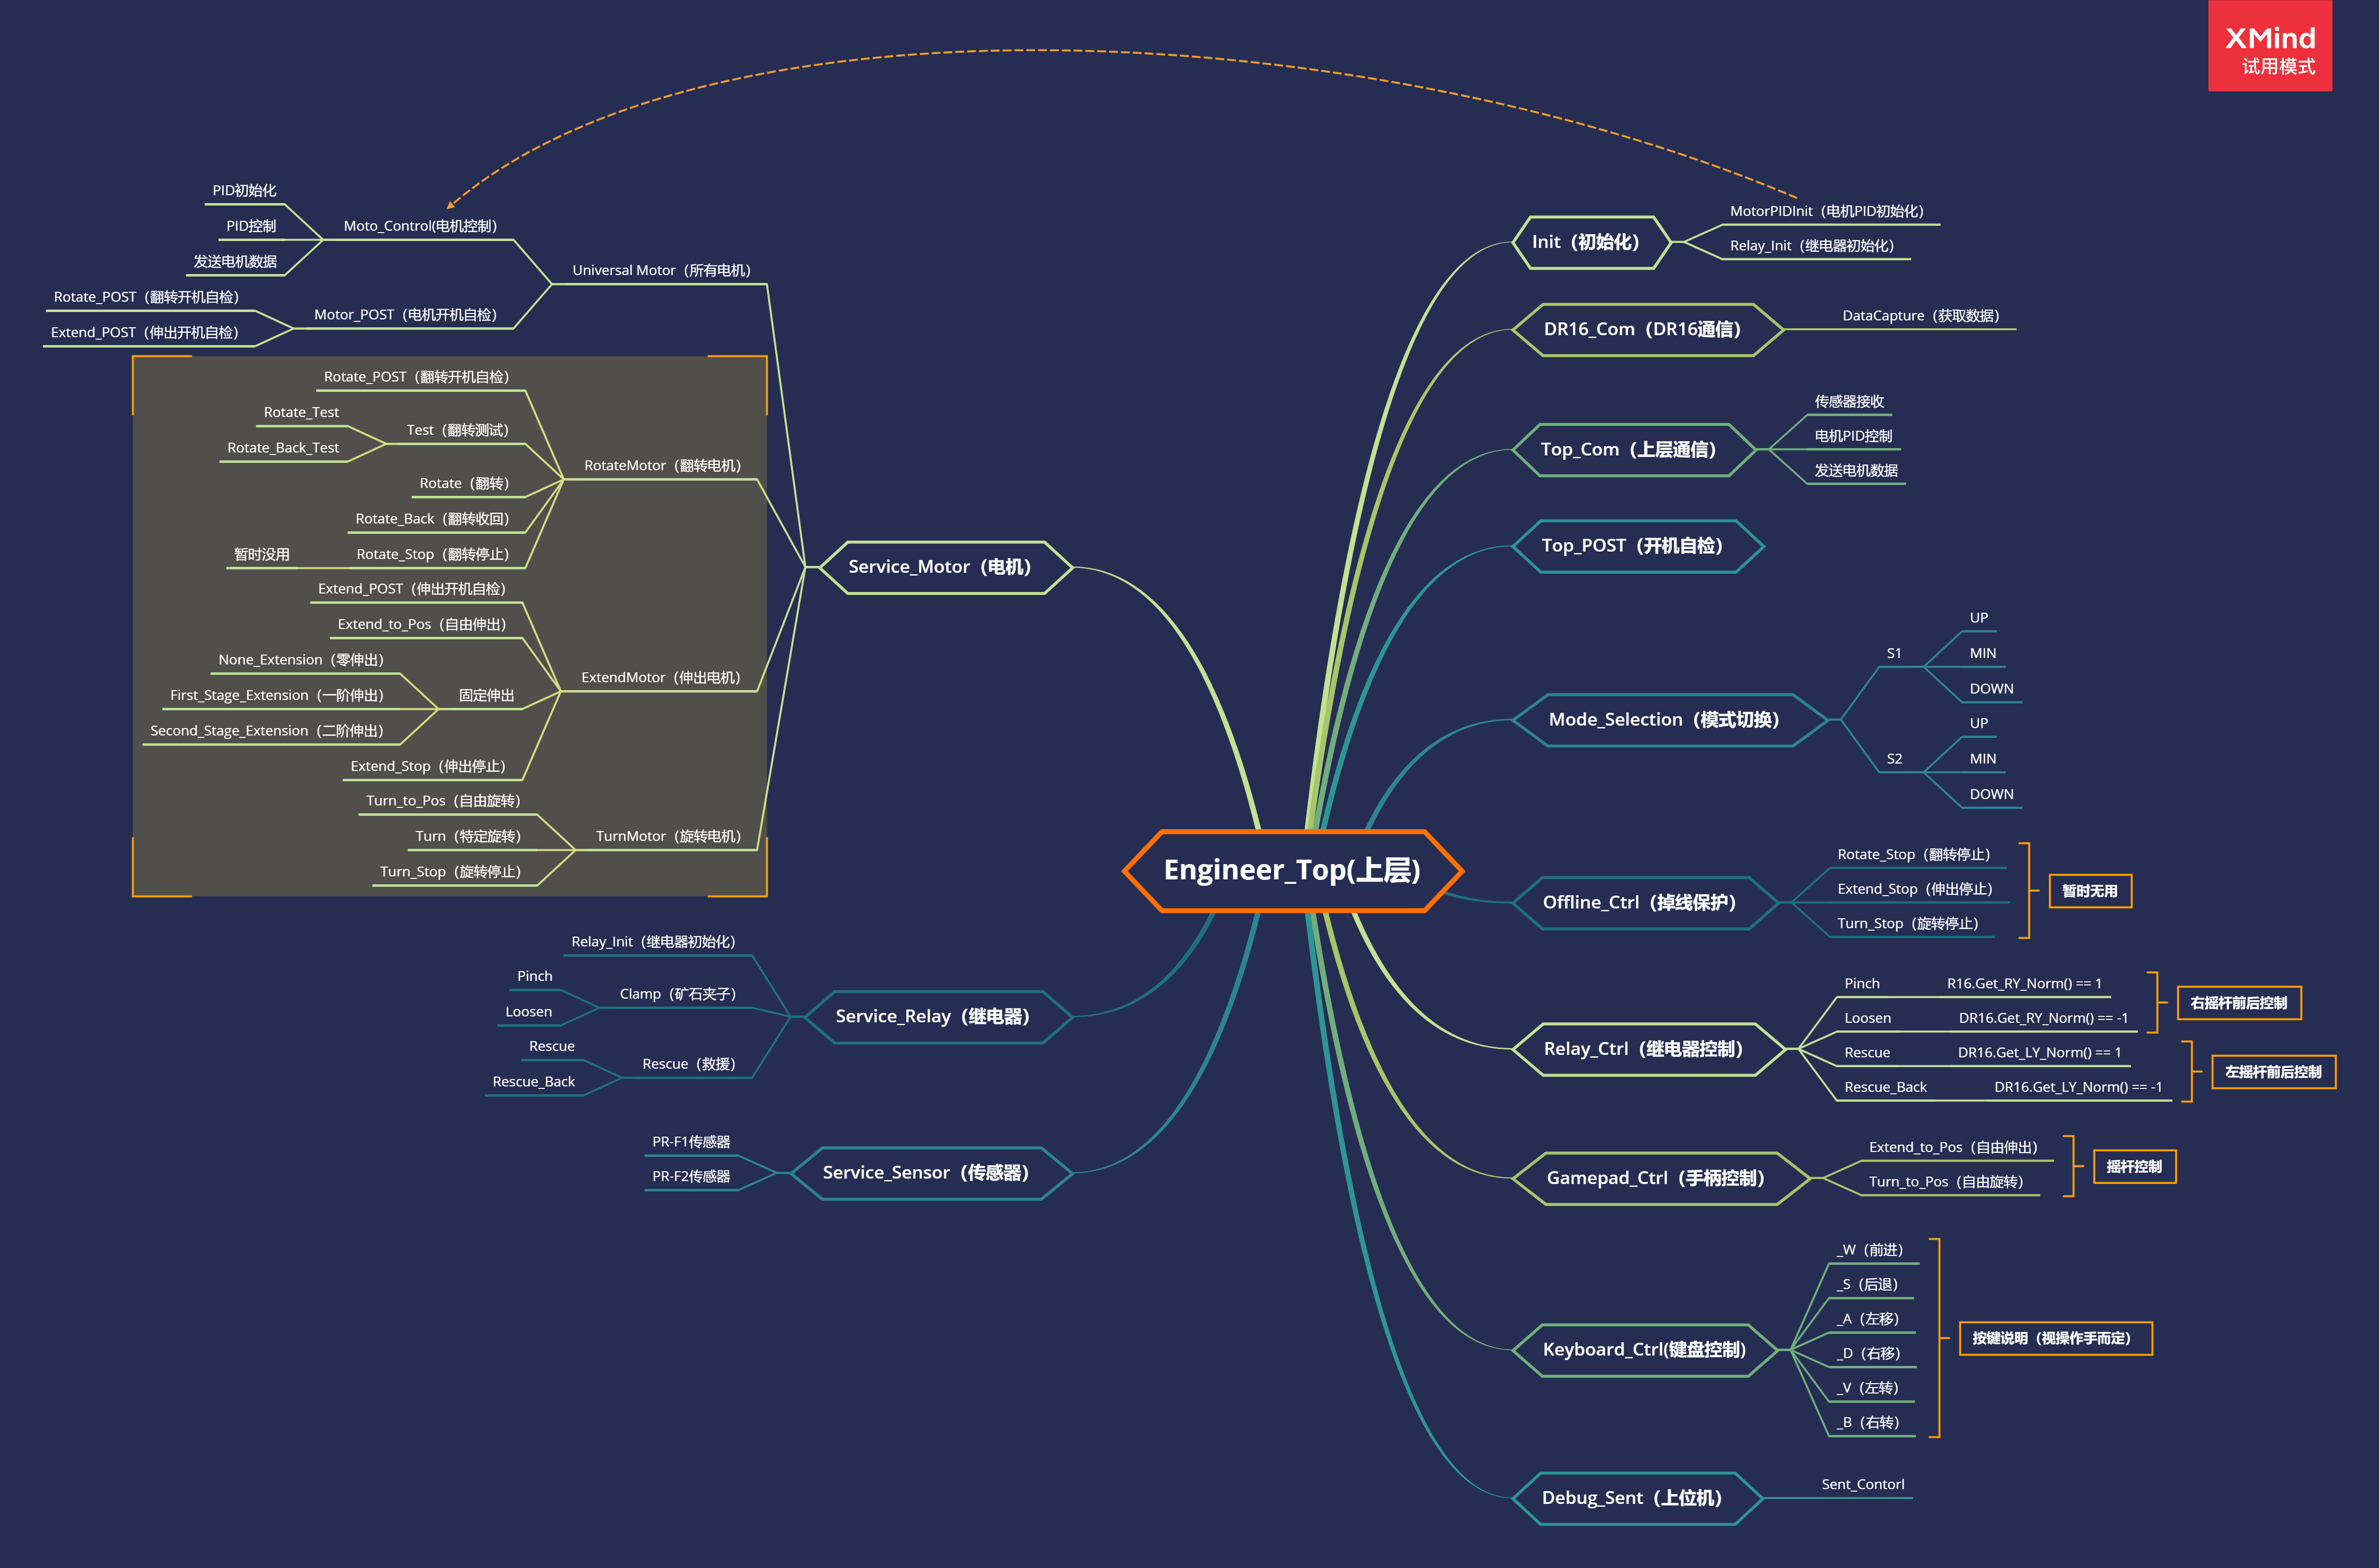 XMind
试用模式
Engineer_Top(上层)
Init（初始化）
MotorPIDInit（电机PID初始化）
Relay_Init（继电器初始化）
DR16_Com（DR16通信）
DataCapture（获取数据）
Top_Com（上层通信）
传感器接收
电机PID控制
发送电机数据
Top_POST（开机自检）
Mode_Selection（模式切换）
S1
UP
MIN
DOWN
S2
UP
MIN
DOWN
Offline_Ctrl（掉线保护）
Rotate_Stop（翻转停止）
Extend_Stop（伸出停止）
Turn_Stop（旋转停止）
暂时无用
Relay_Ctrl（继电器控制）
Pinch
R16.Get_RY_Norm() == 1
Loosen
DR16.Get_RY_Norm() == -1
右摇杆前后控制
Rescue
DR16.Get_LY_Norm() == 1
Rescue_Back
DR16.Get_LY_Norm() == -1
左摇杆前后控制
Gamepad_Ctrl（手柄控制）
Extend_to_Pos（自由伸出）
Turn_to_Pos（自由旋转）
摇杆控制
Keyboard_Ctrl(键盘控制)
_W（前进）
_S（后退）
_A（左移）
_D（右移）
_V（左转）
_B（右转）
按键说明（视操作手而定）
Debug_Sent（上位机）
Sent_Contorl
Service_Motor（电机）
Universal Motor（所有电机）
Moto_Control(电机控制)
PID初始化
PID控制
发送电机数据
Motor_POST（电机开机自检）
Rotate_POST（翻转开机自检）
Extend_POST（伸出开机自检）
RotateMotor（翻转电机）
Rotate_POST（翻转开机自检）
Test（翻转测试）
Rotate_Test
Rotate_Back_Test
Rotate（翻转）
Rotate_Back（翻转收回）
Rotate_Stop（翻转停止）
暂时没用
ExtendMotor（伸出电机）
Extend_POST（伸出开机自检）
Extend_to_Pos（自由伸出）
固定伸出
None_Extension（零伸出）
First_Stage_Extension（一阶伸出）
Second_Stage_Extension（二阶伸出）
Extend_Stop（伸出停止）
TurnMotor（旋转电机）
Turn_to_Pos（自由旋转）
Turn（特定旋转）
Turn_Stop（旋转停止）
Service_Relay（继电器）
Relay_Init（继电器初始化）
Clamp（矿石夹子）
Pinch
Loosen
Rescue（救援）
Rescue
Rescue_Back
Service_Sensor（传感器）
PR-F1传感器
PR-F2传感器